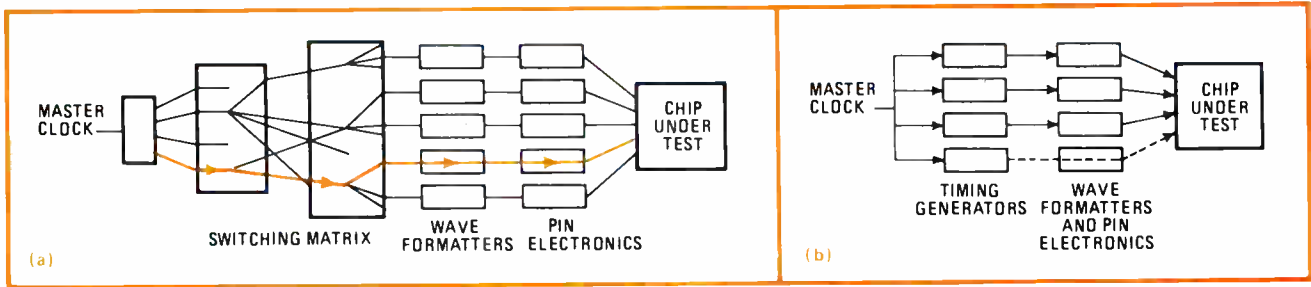 MASTER
CLOCK
SWITCHING MATRIX
WAVE
FORMATTERS
PIN
ELECTRONICS
CHIP
UNDER
TEST
(a)
MASTER
CLOCK
TIMING
GENERATORS
WAVE
FORMATTERS
AND PIN
ELECTRONICS
CHIP
UNDER
TEST
(b)